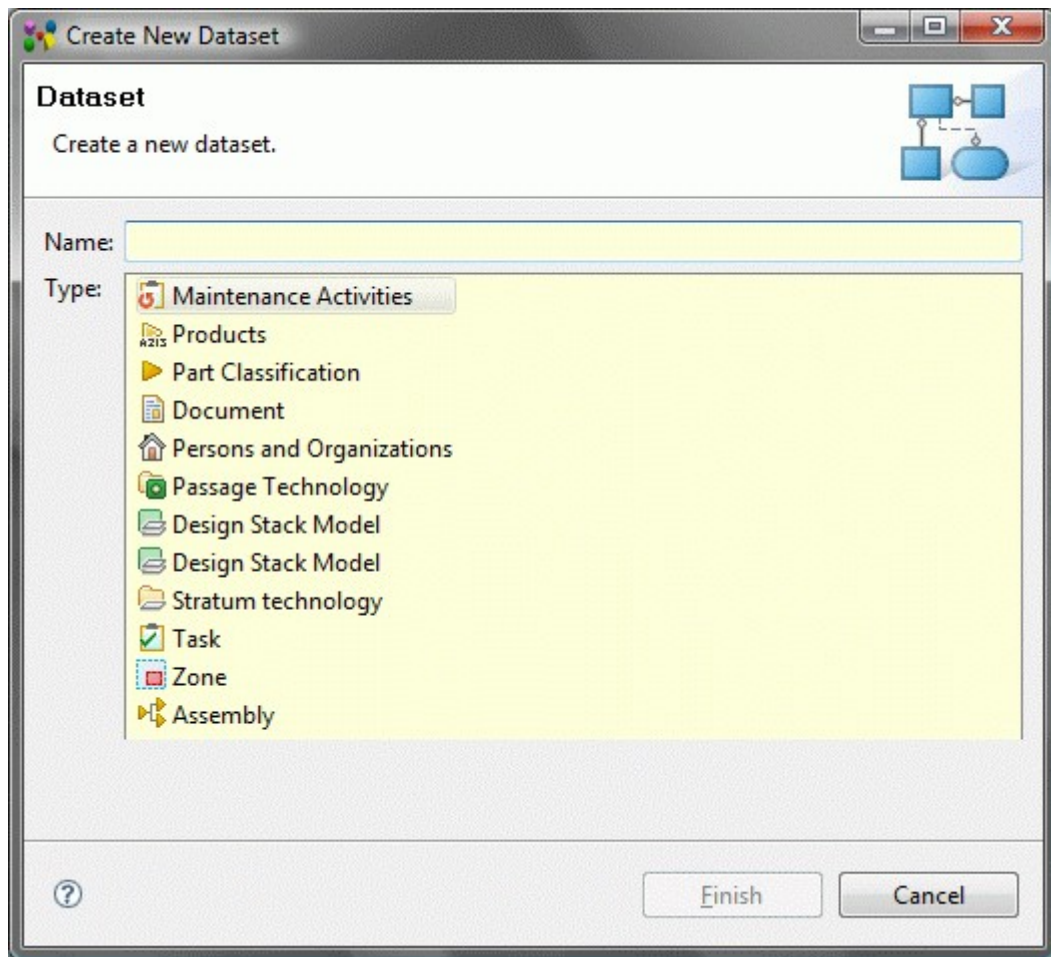 Create New Dataset
Dataset
Create a new dataset.
Name:
Type:
Maintenance Activities
AZIS Products
Part Classification
Document
Persons and Organizations
Passage Technology
Design Stack Model
Design Stack Model
Stratum technology
Task
Zone
Assembly
?
Finish
Cancel